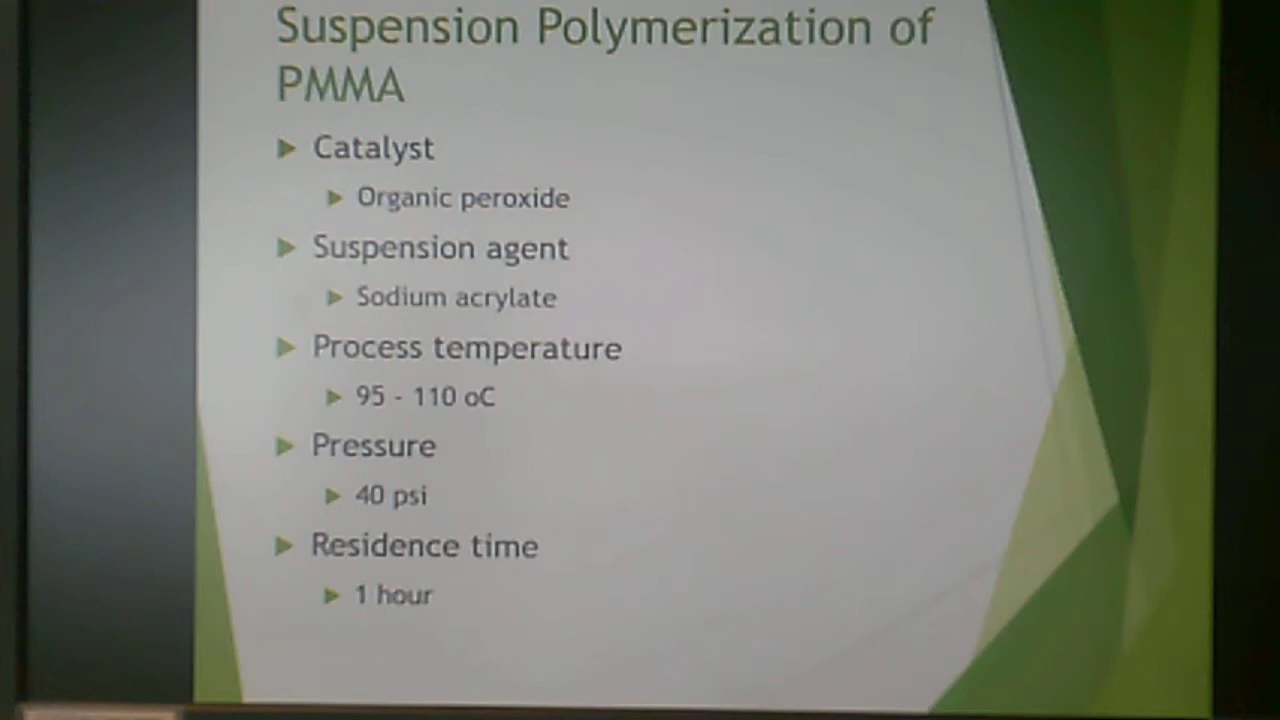 Suspension Polymerization of
PMMA
Catalyst
Organic peroxide
Suspension agent
Sodium acrylate
Process temperature
95 - 110 oC
Pressure
40 psi
Residence time
1 hour